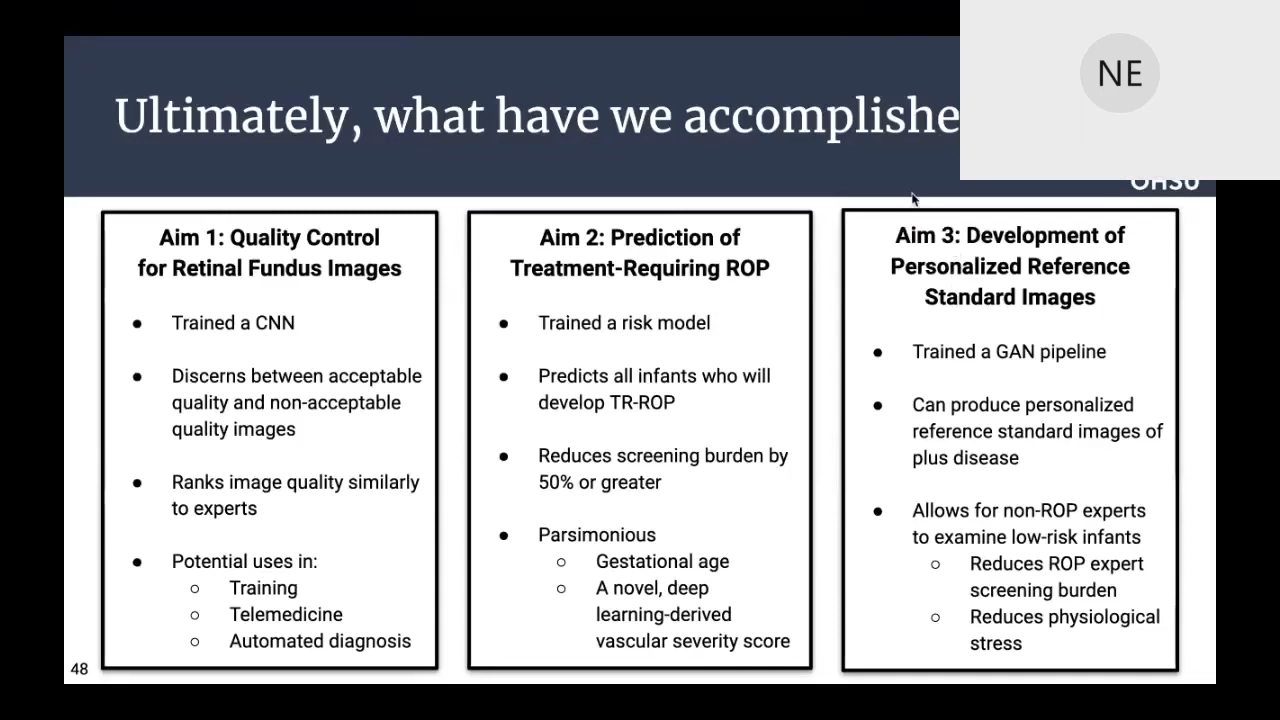 NE
Ultimately, what have we accomplishe
OHSU
Aim 1: Quality Control
for Retinal Fundus Images
● Trained a CNN
● Discerns between acceptable
quality and non-acceptable
quality images
● Ranks image quality similarly
to experts
● Potential uses in:
○ Training
○ Telemedicine
○ Automated diagnosis
Aim 2: Prediction of
Treatment-Requiring ROP
● Trained a risk model
● Predicts all infants who will
develop TR-ROP
● Reduces screening burden by
50% or greater
● Parsimonious
○ Gestational age
○ A novel, deep
learning-derived
vascular severity score
Aim 3: Development of
Personalized Reference
Standard Images
● Trained a GAN pipeline
● Can produce personalized
reference standard images of
plus disease
● Allows for non-ROP experts
to examine low-risk infants
○ Reduces ROP expert
screening burden
○ Reduces physiological
stress
48